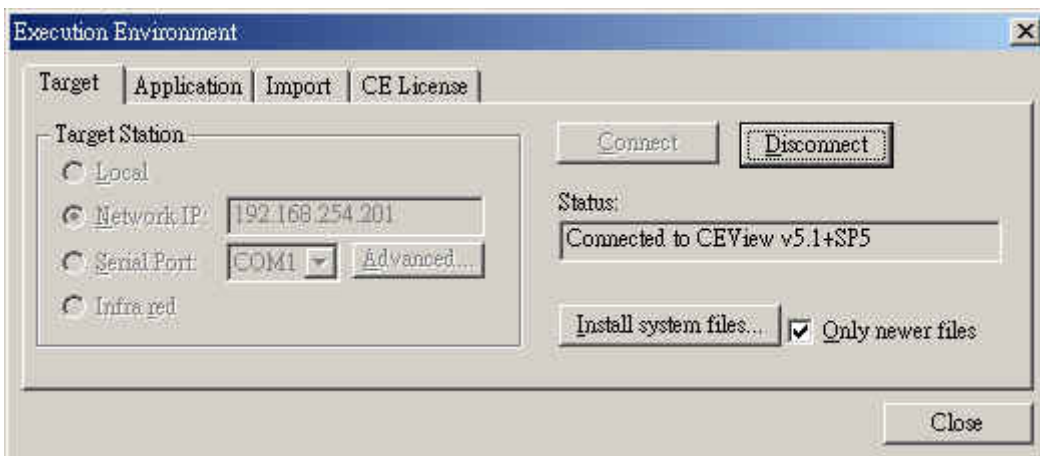 Execution Environment
Target Application Import CE License
Target Station
Local
Network IP: 192.168.254.201
Serial Port: COM1 Advanced...
Infra red
Connect Disconnect
Status:
Connected to CEView v5.1+SP5
Install system files... Only newer files
Close